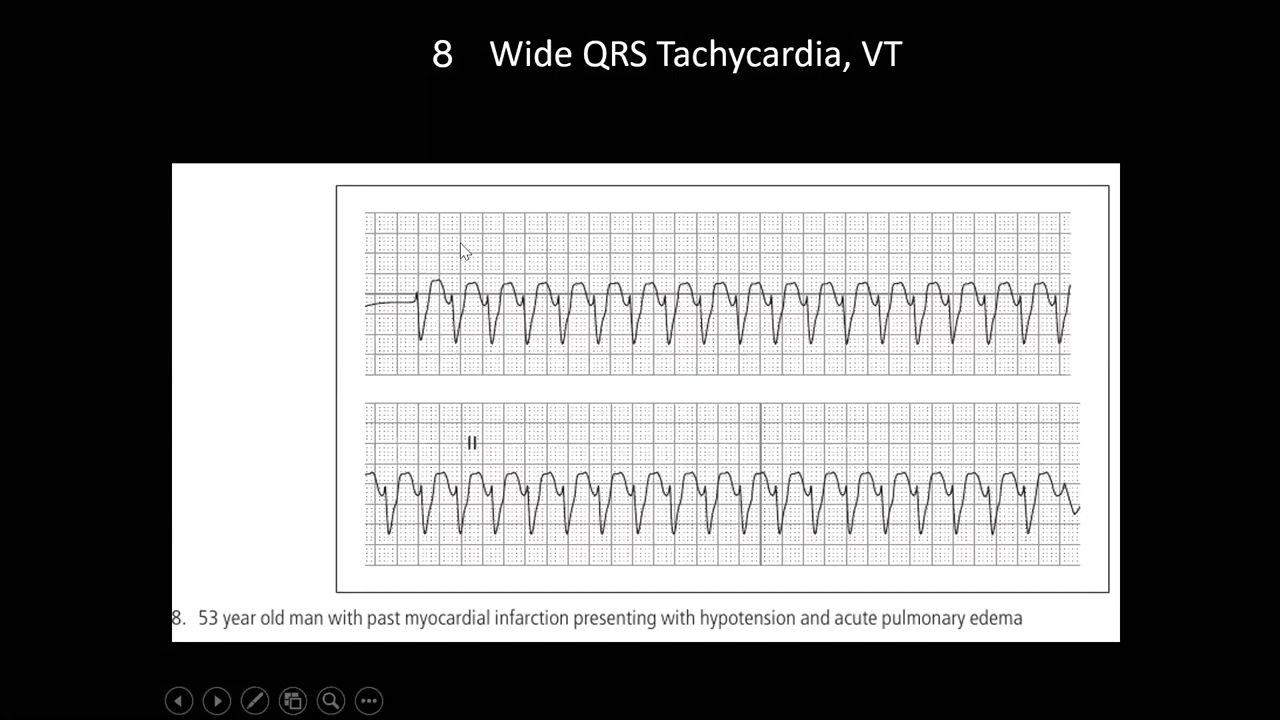 8 Wide QRS Tachycardia, VT
II
8. 53 year old man with past myocardial infarction presenting with hypotension and acute pulmonary edema